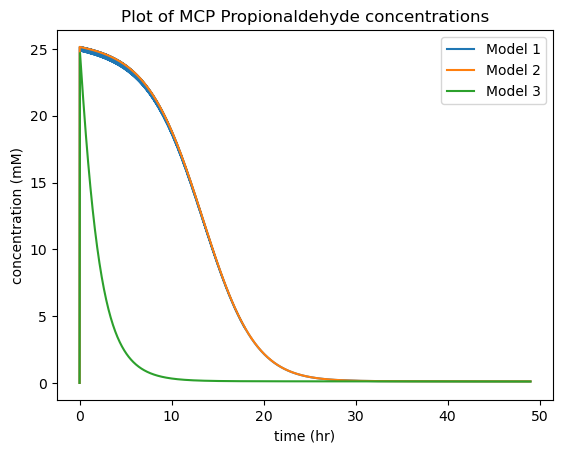 Plot of MCP Propionaldehyde concentrations
Model 1
Model 2
Model 3
concentration (mM)
25
20
15
10
5
0
0 10 20 30 40 50
time (hr)